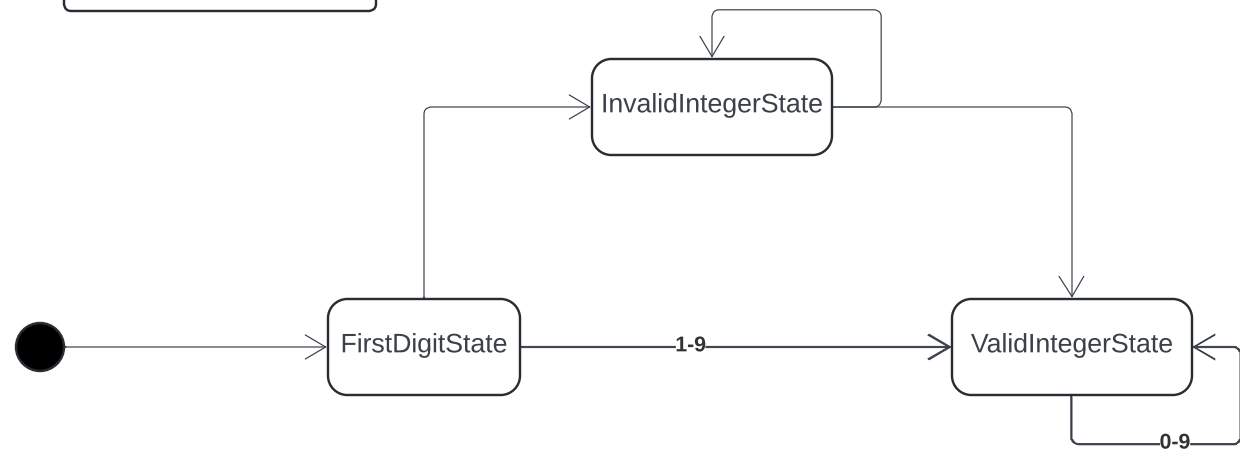 InvalidIntegerState
FirstDigitState
1-9
ValidIntegerState
0-9